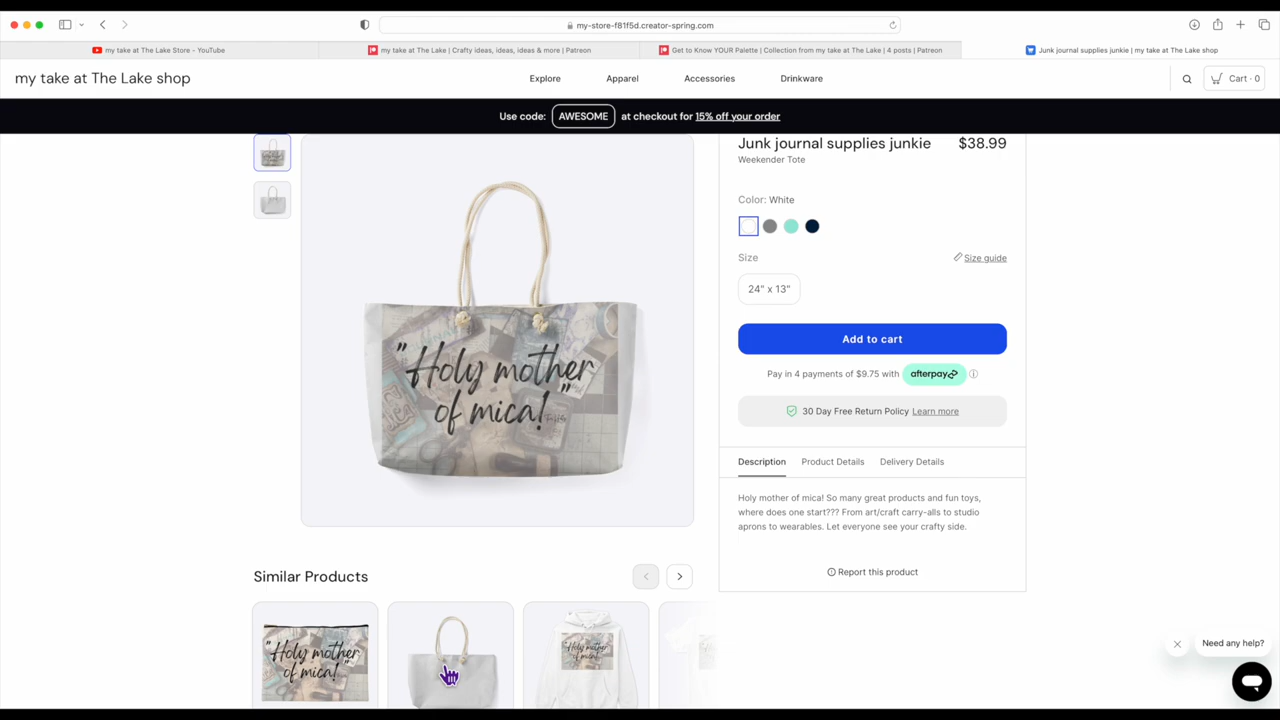 my-store-f81f5d.creator-spring.com
my take at The Lake Store - YouTube
my take at The Lake | Crafty ideas, ideas, ideas & more | Patreon
Get to Know YOUR Palette | Collection from my take at The Lake | 4 posts | Patreon
Junk journal supplies junkie | my take at The Lake shop
my take at The Lake shop
Explore
Apparel
Accessories
Drinkware
Cart · 0
Use code: AWESOME at checkout for 15% off your order
Junk journal supplies junkie $38.99
Weekender Tote
Color: White
Size
Size guide
24" x 13"
Add to cart
Pay in 4 payments of $9.75 with afterpay
30 Day Free Return Policy Learn more
Description
Product Details
Delivery Details
Holy mother of mica! So many great products and fun toys,
where does one start??? From art/craft carry-alls to studio
aprons to wearables. Let everyone see your crafty side.
Report this product
"Holy mother
of mica!"
Similar Products
"Holy mother
of mica!"
"Holy mother
of mica!"
Need any help?